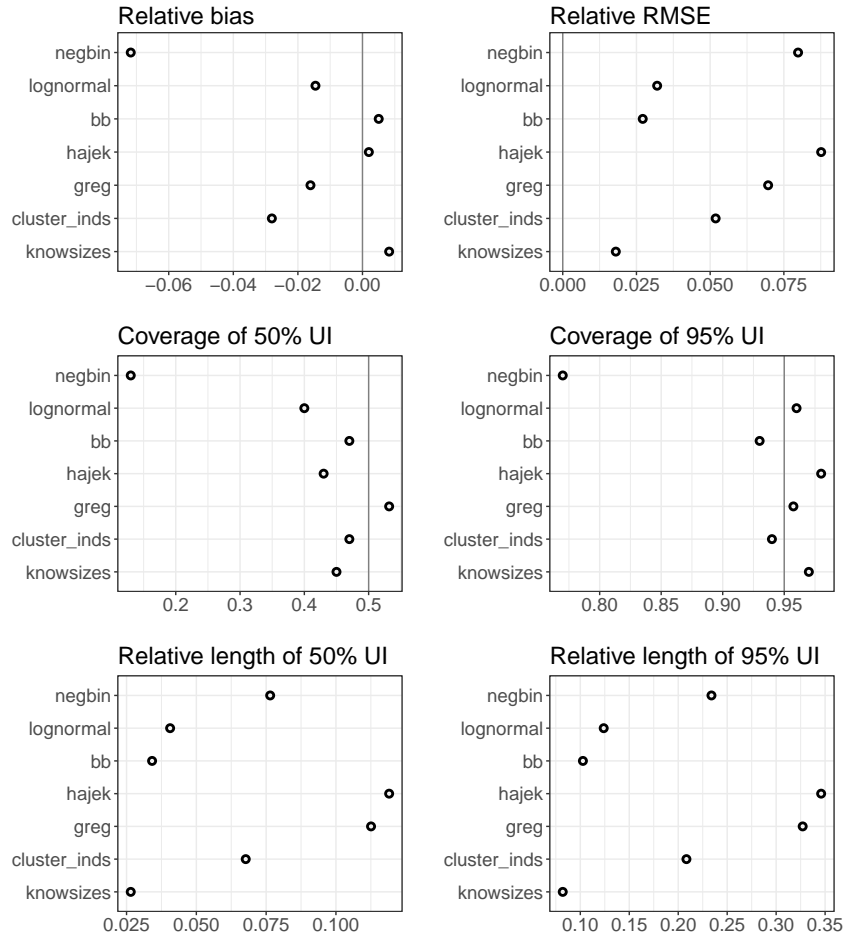 Relative bias
negbin
lognormal
bb
hajek
greg
cluster_inds
knowsizes
−0.06 −0.04 −0.02 0.00
Relative RMSE
negbin
lognormal
bb
hajek
greg
cluster_inds
knowsizes
0.000 0.025 0.050 0.075
Coverage of 50% UI
negbin
lognormal
bb
hajek
greg
cluster_inds
knowsizes
0.2 0.3 0.4 0.5
Coverage of 95% UI
negbin
lognormal
bb
hajek
greg
cluster_inds
knowsizes
0.80 0.85 0.90 0.95
Relative length of 50% UI
negbin
lognormal
bb
hajek
greg
cluster_inds
knowsizes
0.025 0.050 0.075 0.100
Relative length of 95% UI
negbin
lognormal
bb
hajek
greg
cluster_inds
knowsizes
0.10 0.15 0.20 0.25 0.30 0.35